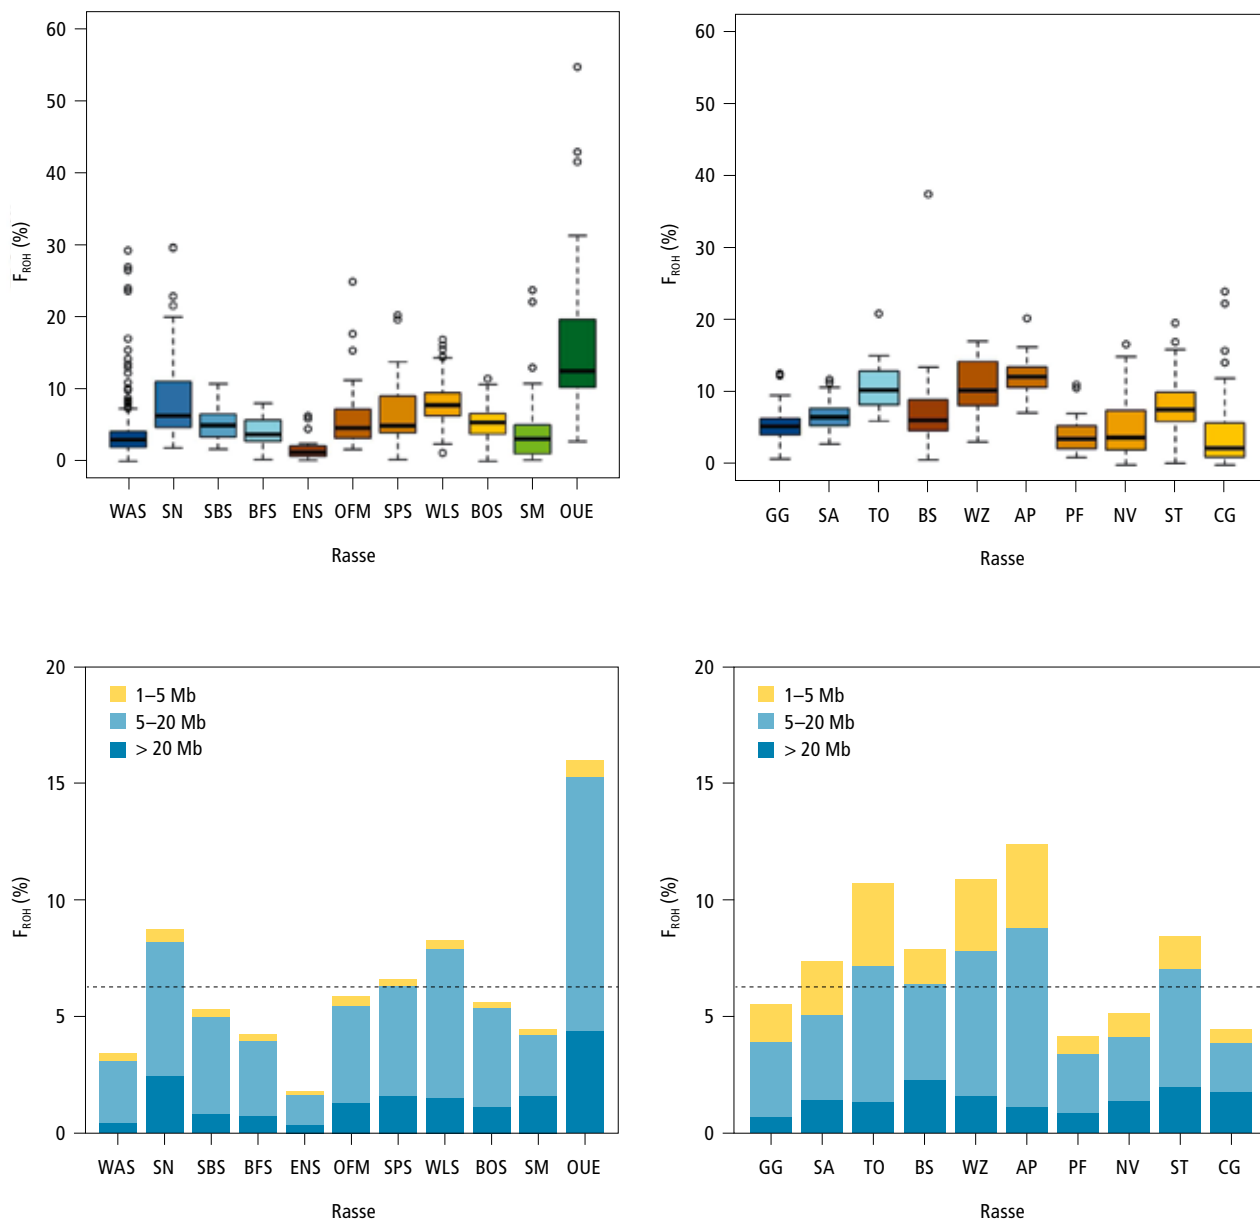 60
50
40
30
20
10
0
F_ROH (%)
WAS SN SBS BFS ENS OFM SPS WLS BOS SM OUE
Rasse
60
50
40
30
20
10
0
F_ROH (%)
GG SA TO BS WZ AP PF NV ST CG
Rasse
20
15
10
5
0
F_ROH (%)
1–5 Mb
5–20 Mb
> 20 Mb
WAS SN SBS BFS ENS OFM SPS WLS BOS SM OUE
Rasse
20
15
10
5
0
F_ROH (%)
1–5 Mb
5–20 Mb
> 20 Mb
GG SA TO BS WZ AP PF NV ST CG
Rasse